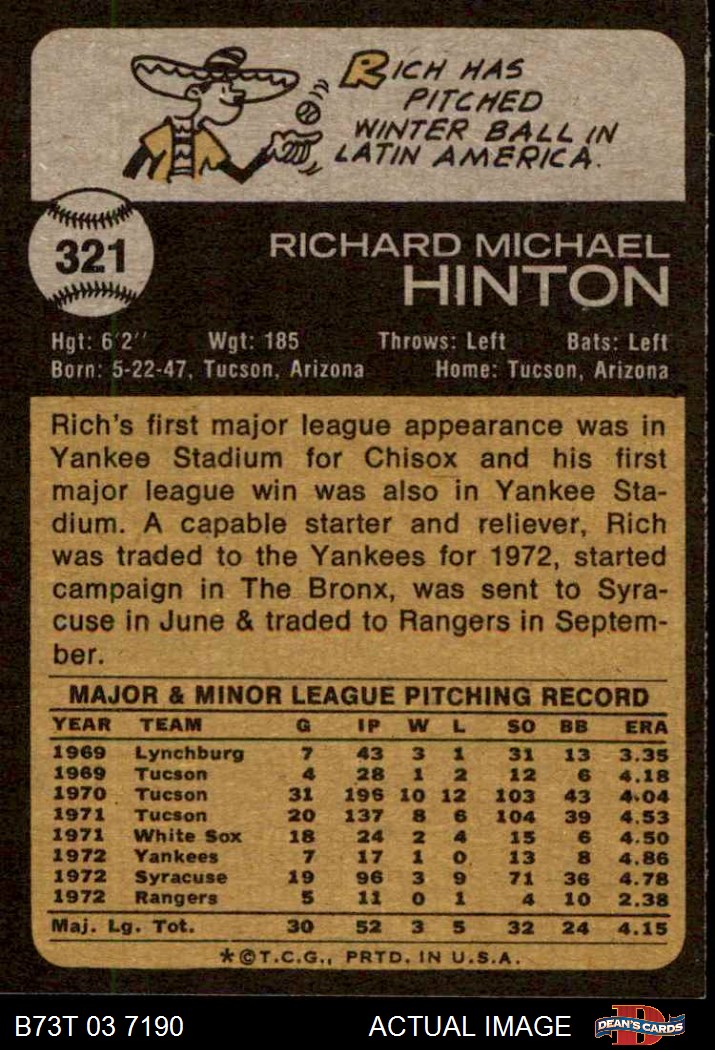 RICH HAS
PITCHED
WINTER BALL IN
LATIN AMERICA.
321
RICHARD MICHAEL
HINTON
Hgt: 6'2'' Wgt: 185 Throws: Left Bats: Left
Born: 5-22-47, Tucson, Arizona Home: Tucson, Arizona
Rich's first major league appearance was in
Yankee Stadium for Chisox and his first
major league win was also in Yankee Sta-
dium. A capable starter and reliever, Rich
was traded to the Yankees for 1972, started
campaign in The Bronx, was sent to Syra-
cuse in June & traded to Rangers in Septem-
ber.
MAJOR & MINOR LEAGUE PITCHING RECORD
YEAR TEAM G IP W L SO BB ERA
1969 Lynchburg 7 43 3 1 31 13 3.35
1969 Tucson 4 28 1 2 12 6 4.18
1970 Tucson 31 196 10 12 103 43 4.04
1971 Tucson 20 137 8 6 104 39 4.53
1971 White Sox 18 24 2 4 15 6 4.50
1972 Yankees 7 17 1 0 13 8 4.86
1972 Syracuse 19 96 3 9 71 36 4.78
1972 Rangers 5 11 0 1 4 10 2.38
Maj. Lg. Tot. 30 52 3 5 32 24 4.15
*©T.C.G., PRTD. IN U.S.A.
B73T 03 7190 ACTUAL IMAGE D DEAN'S CARDS